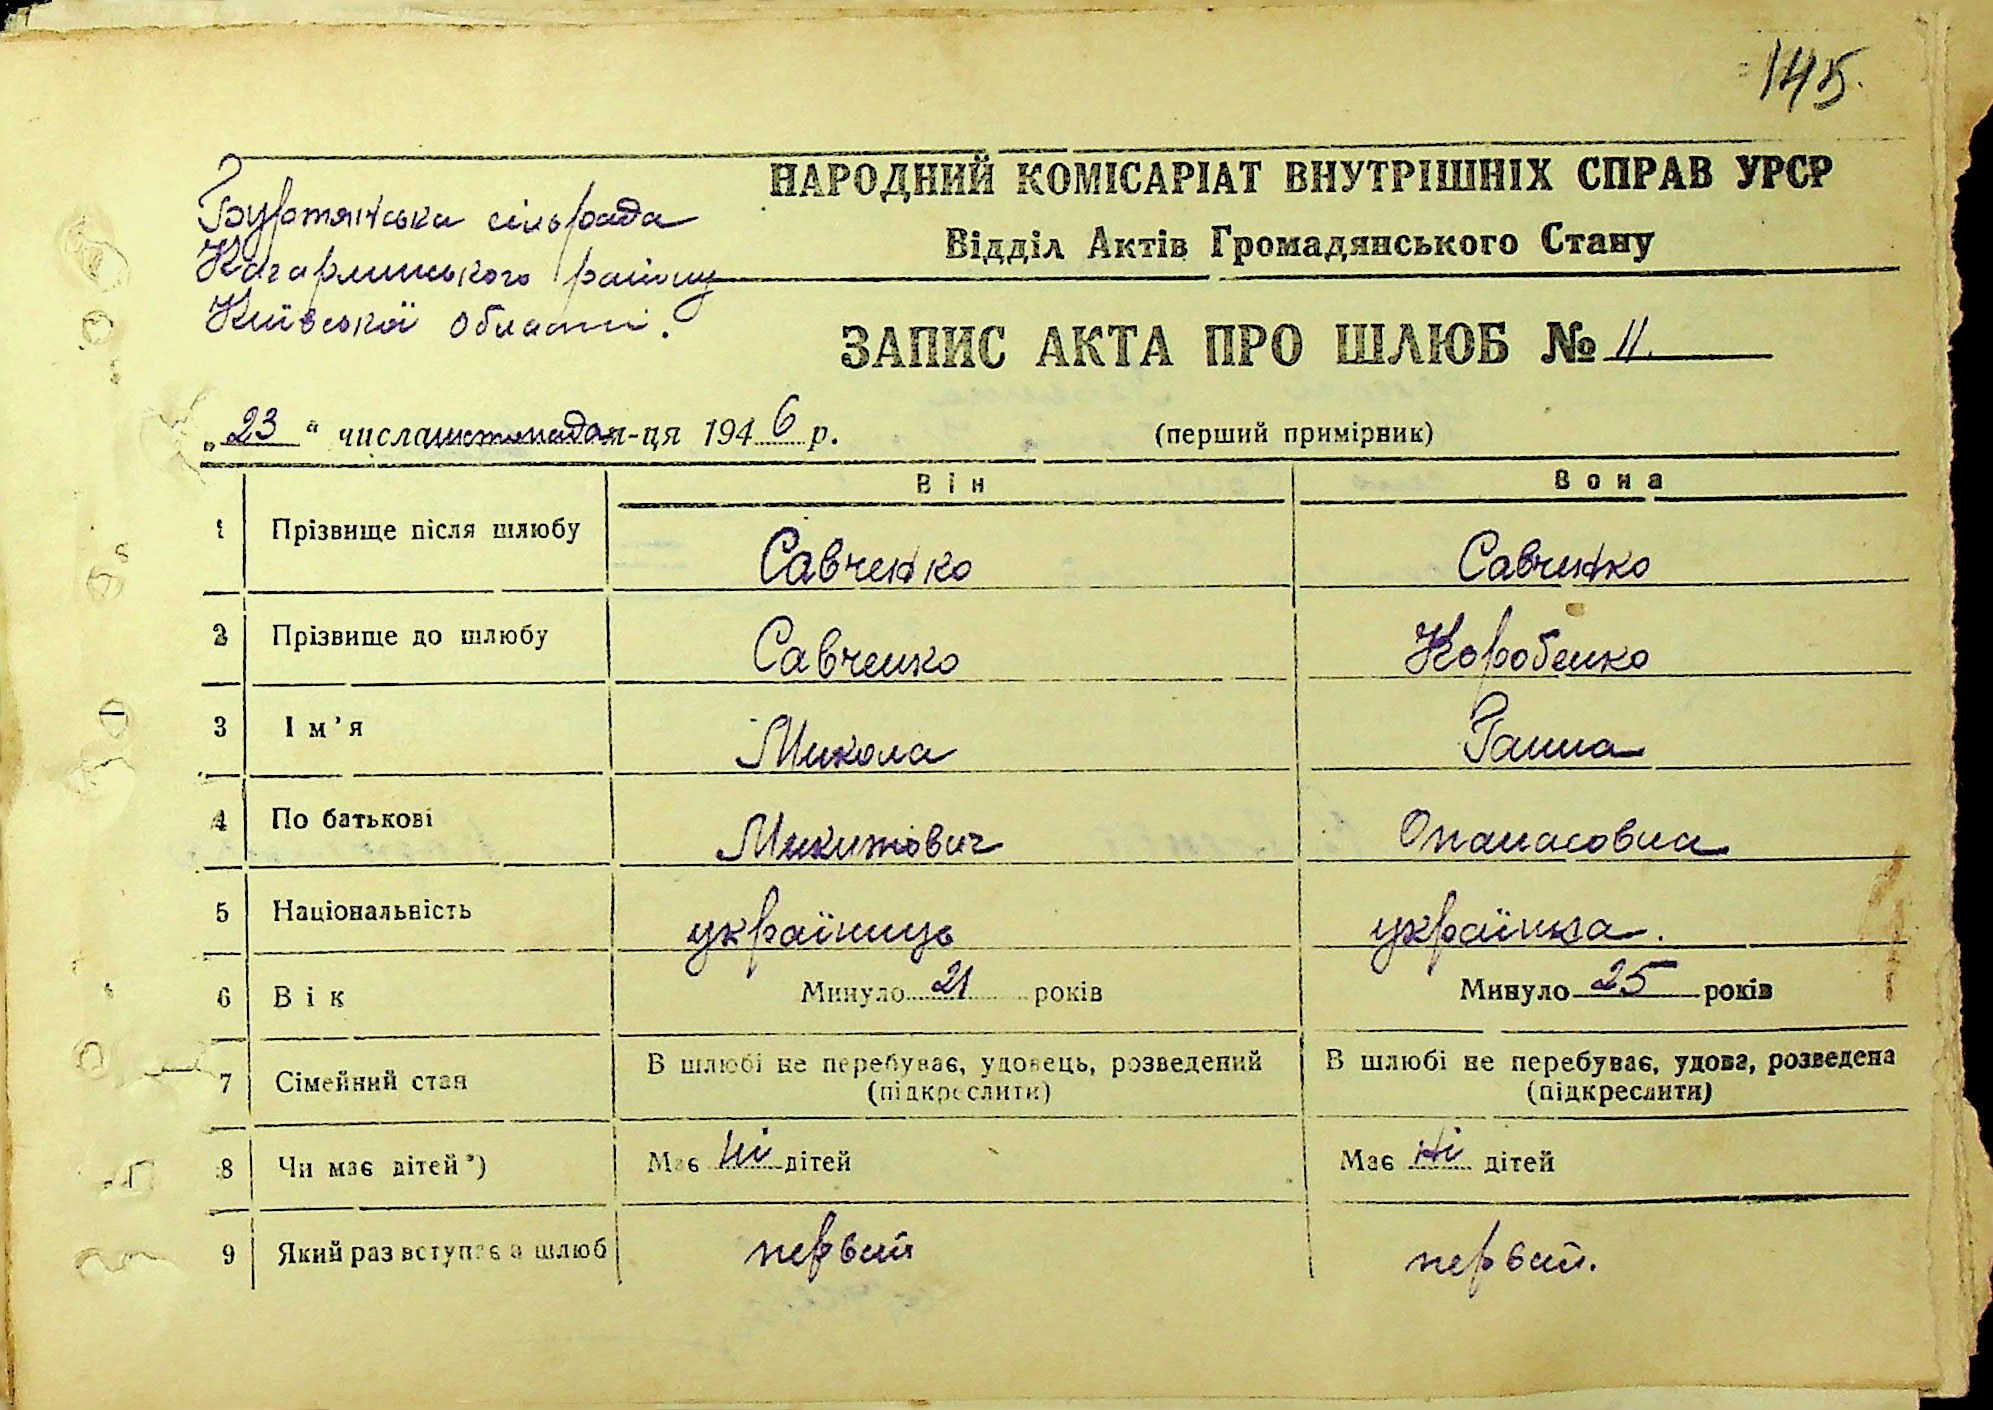 145.
Буртянська сільрада
Кагарлинського району
Київської області.
НАРОДНИЙ КОМІСАРІАТ ВНУТРІШНІХ СПРАВ УРСР
Відділ Актів Громадянського Стану
ЗАПИС АКТА ПРО ШЛЮБ № 11.
„23“ числа листопада м-ця 1946 р.
(перший примірник)
Він Вона
1 Прізвище після шлюбу Савченко Савченко
2 Прізвище до шлюбу Савченко Коробенко
3 Ім’я Микола Ганна
4 По батькові Микитович Опанасовна
5 Національність україниць українка.
6 Вік Минуло 21 років Минуло 25 років
7 Сімейний стан В шлюбі не перебуває, удовець, розведений В шлюбі не перебуває, удова, розведена
(підкреслити) (підкреслити)
8 Чи має дітей*) Має ні дітей Має ні дітей
9 Який раз вступає в шлюб первий первий.